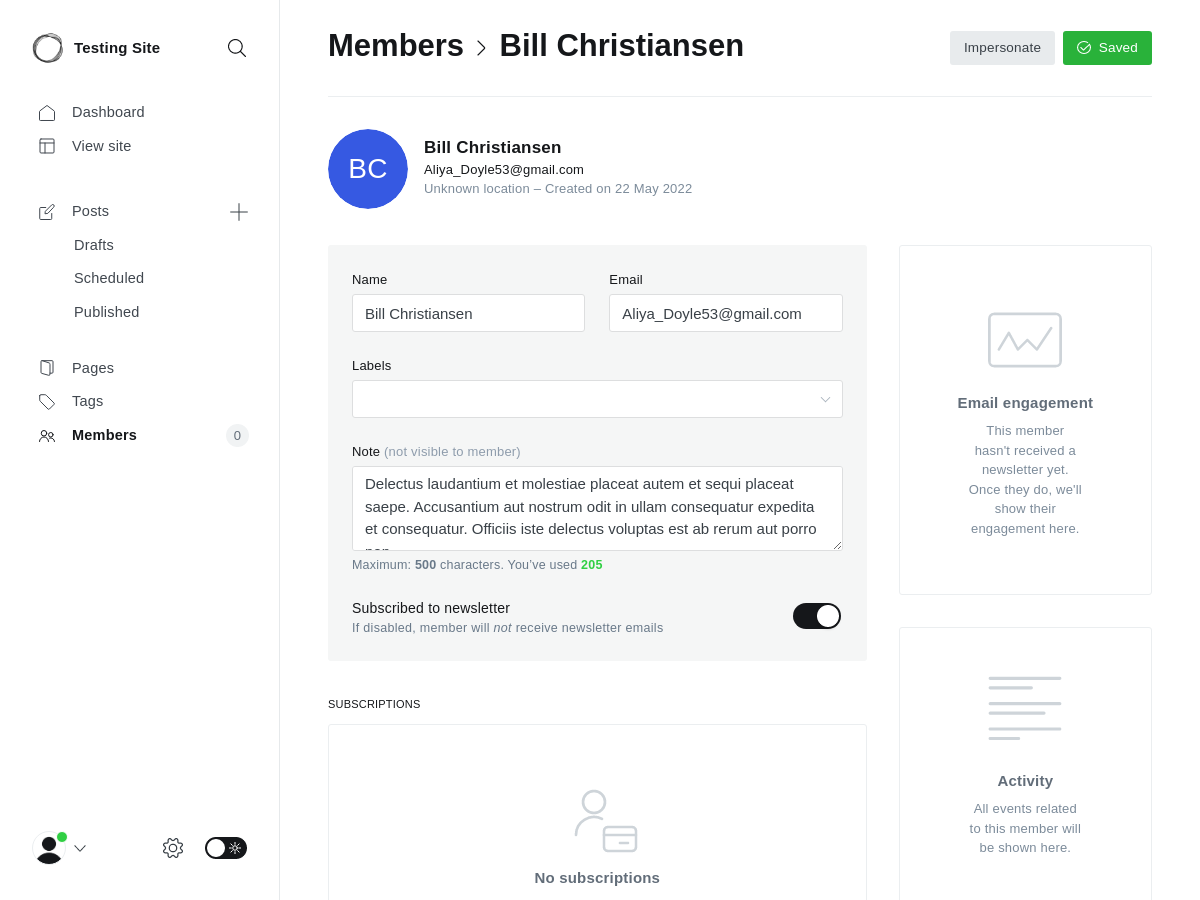 Testing Site
Dashboard
View site
Posts
Drafts
Scheduled
Published
Pages
Tags
Members
0
Members > Bill Christiansen
Impersonate
Saved
BC
Bill Christiansen
Aliya_Doyle53@gmail.com
Unknown location – Created on 22 May 2022
Name
Email
Bill Christiansen
Aliya_Doyle53@gmail.com
Labels
Note (not visible to member)
Delectus laudantium et molestiae placeat autem et sequi placeat
saepe. Accusantium aut nostrum odit in ullam consequatur expedita
et consequatur. Officiis iste delectus voluptas est ab rerum aut porro
Maximum: 500 characters. You've used 205
Subscribed to newsletter
If disabled, member will not receive newsletter emails
SUBSCRIPTIONS
No subscriptions
Email engagement
This member
hasn't received a
newsletter yet.
Once they do, we'll
show their
engagement here.
Activity
All events related
to this member will
be shown here.